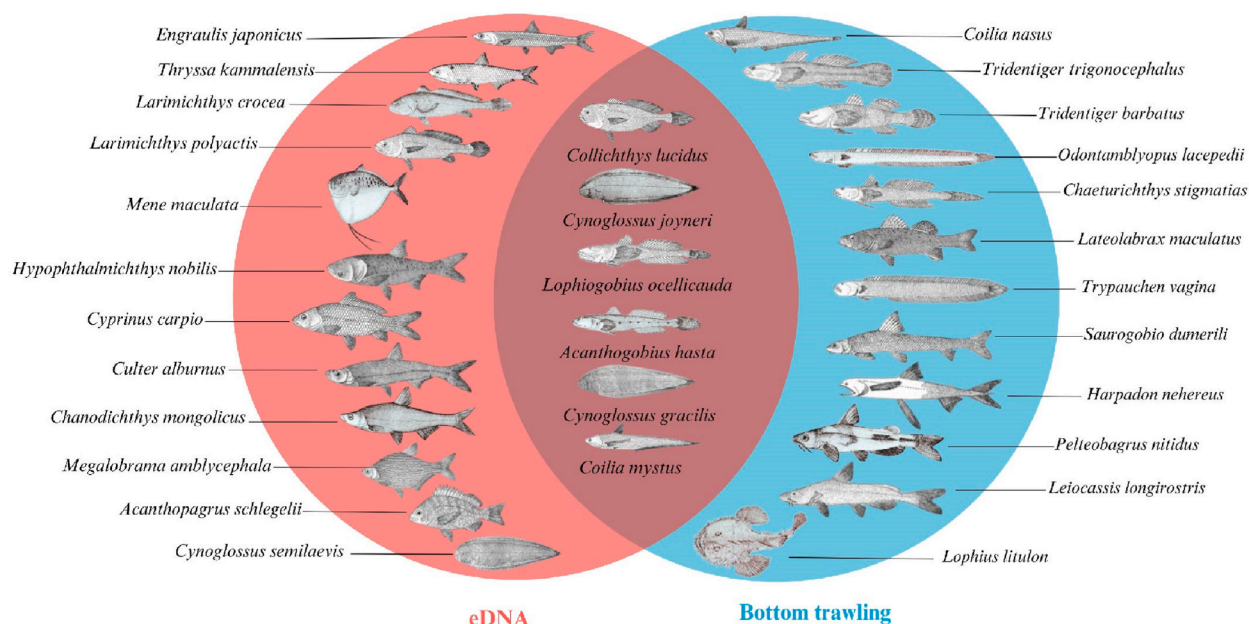 Engraulis japonicus
Thryssa kammalensis
Larimichthys crocea
Larimichthys polyactis
Mene maculata
Hypophthalmichthys nobilis
Cyprinus carpio
Culter alburnus
Chanodichthys mongolicus
Megalobrama amblycephala
Acanthopagrus schlegelii
Cynoglossus semilaevis
Collichthys lucidus
Cynoglossus joyneri
Lophiogobius ocellicauda
Acanthogobius hasta
Cynoglossus gracilis
Coilia mystus
Coilia nasus
Tridentiger trigonocephalus
Tridentiger barbatus
Odontamblyopus lacepedii
Chaeturichthys stigmatias
Lateolabrax maculatus
Trypauchen vagina
Saurogobio dumerili
Harpadon nehereus
Pelteobagrus nitidus
Leiocassis longirostris
Lophius litulon
eDNA
Bottom trawling